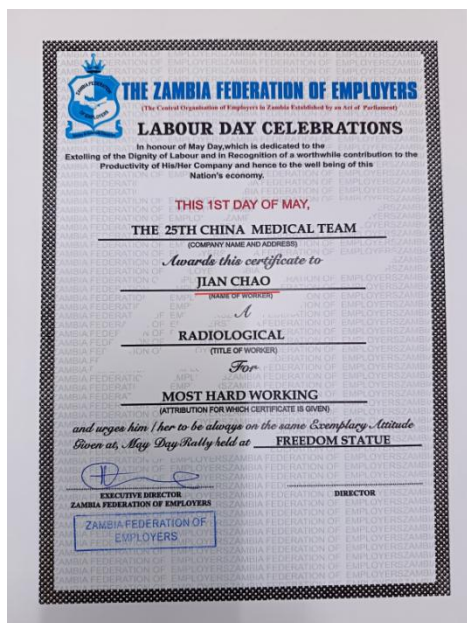 THE ZAMBIA FEDERATION OF EMPLOYERS
(The Central Organisation of Employers in Zambia Established by an Act of Parliament)
LABOUR DAY CELEBRATIONS
In honour of May Day,which is dedicated to the
Extolling of the Dignity of Labour and in Recognition of a worthwhile contribution to the
Productivity of His/Her Company and hence to the well being of this
Nation's economy.
THIS 1ST DAY OF MAY,
THE 25TH CHINA MEDICAL TEAM
(COMPANY NAME AND ADDRESS)
Awards this certificate to
JIAN CHAO
(NAME OF WORKER)
A
RADIOLOGICAL
(TITLE OF WORKER)
For
MOST HARD WORKING
(ATTRIBUTION FOR WHICH CERTIFICATE IS GIVEN)
and urges him / her to be always on the same Exemplary Attitude
Given at, May Day Rally held at FREEDOM STATUE
EXECUTIVE DIRECTOR
ZAMBIA FEDERATION OF EMPLOYERS
DIRECTOR
ZAMBIA FEDERATION OF
EMPLOYERS